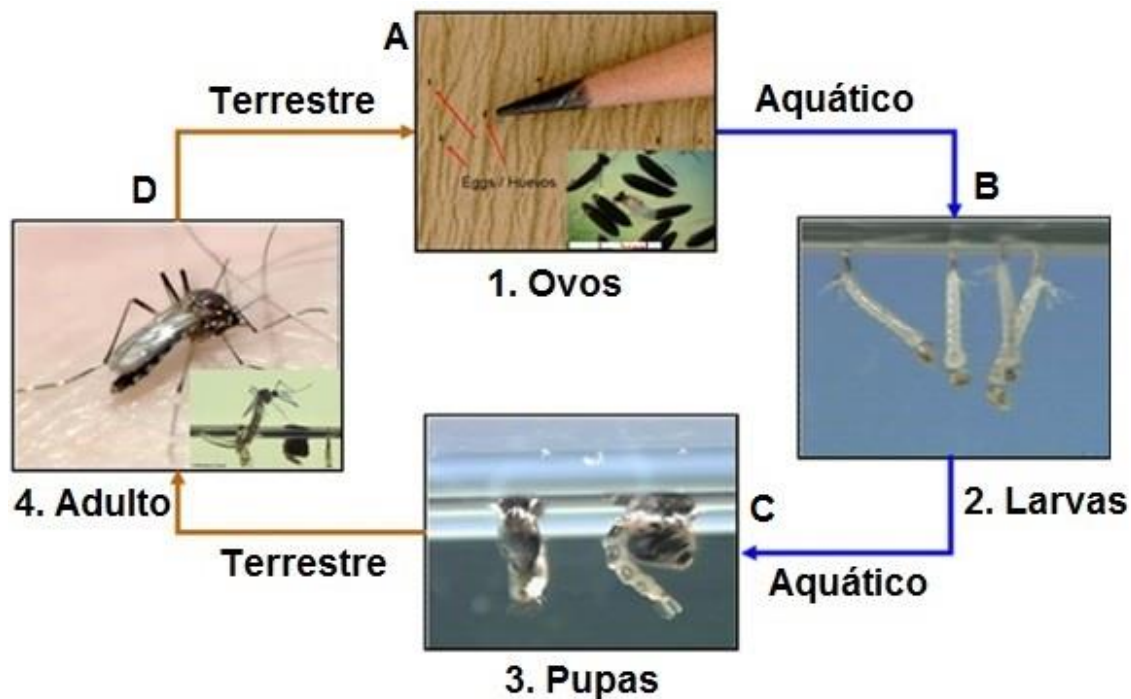 A
Terrestre
Aquático
Eggs / Huevos
D
B
1. Ovos
4. Adulto
C
2. Larvas
Terrestre
Aquático
3. Pupas